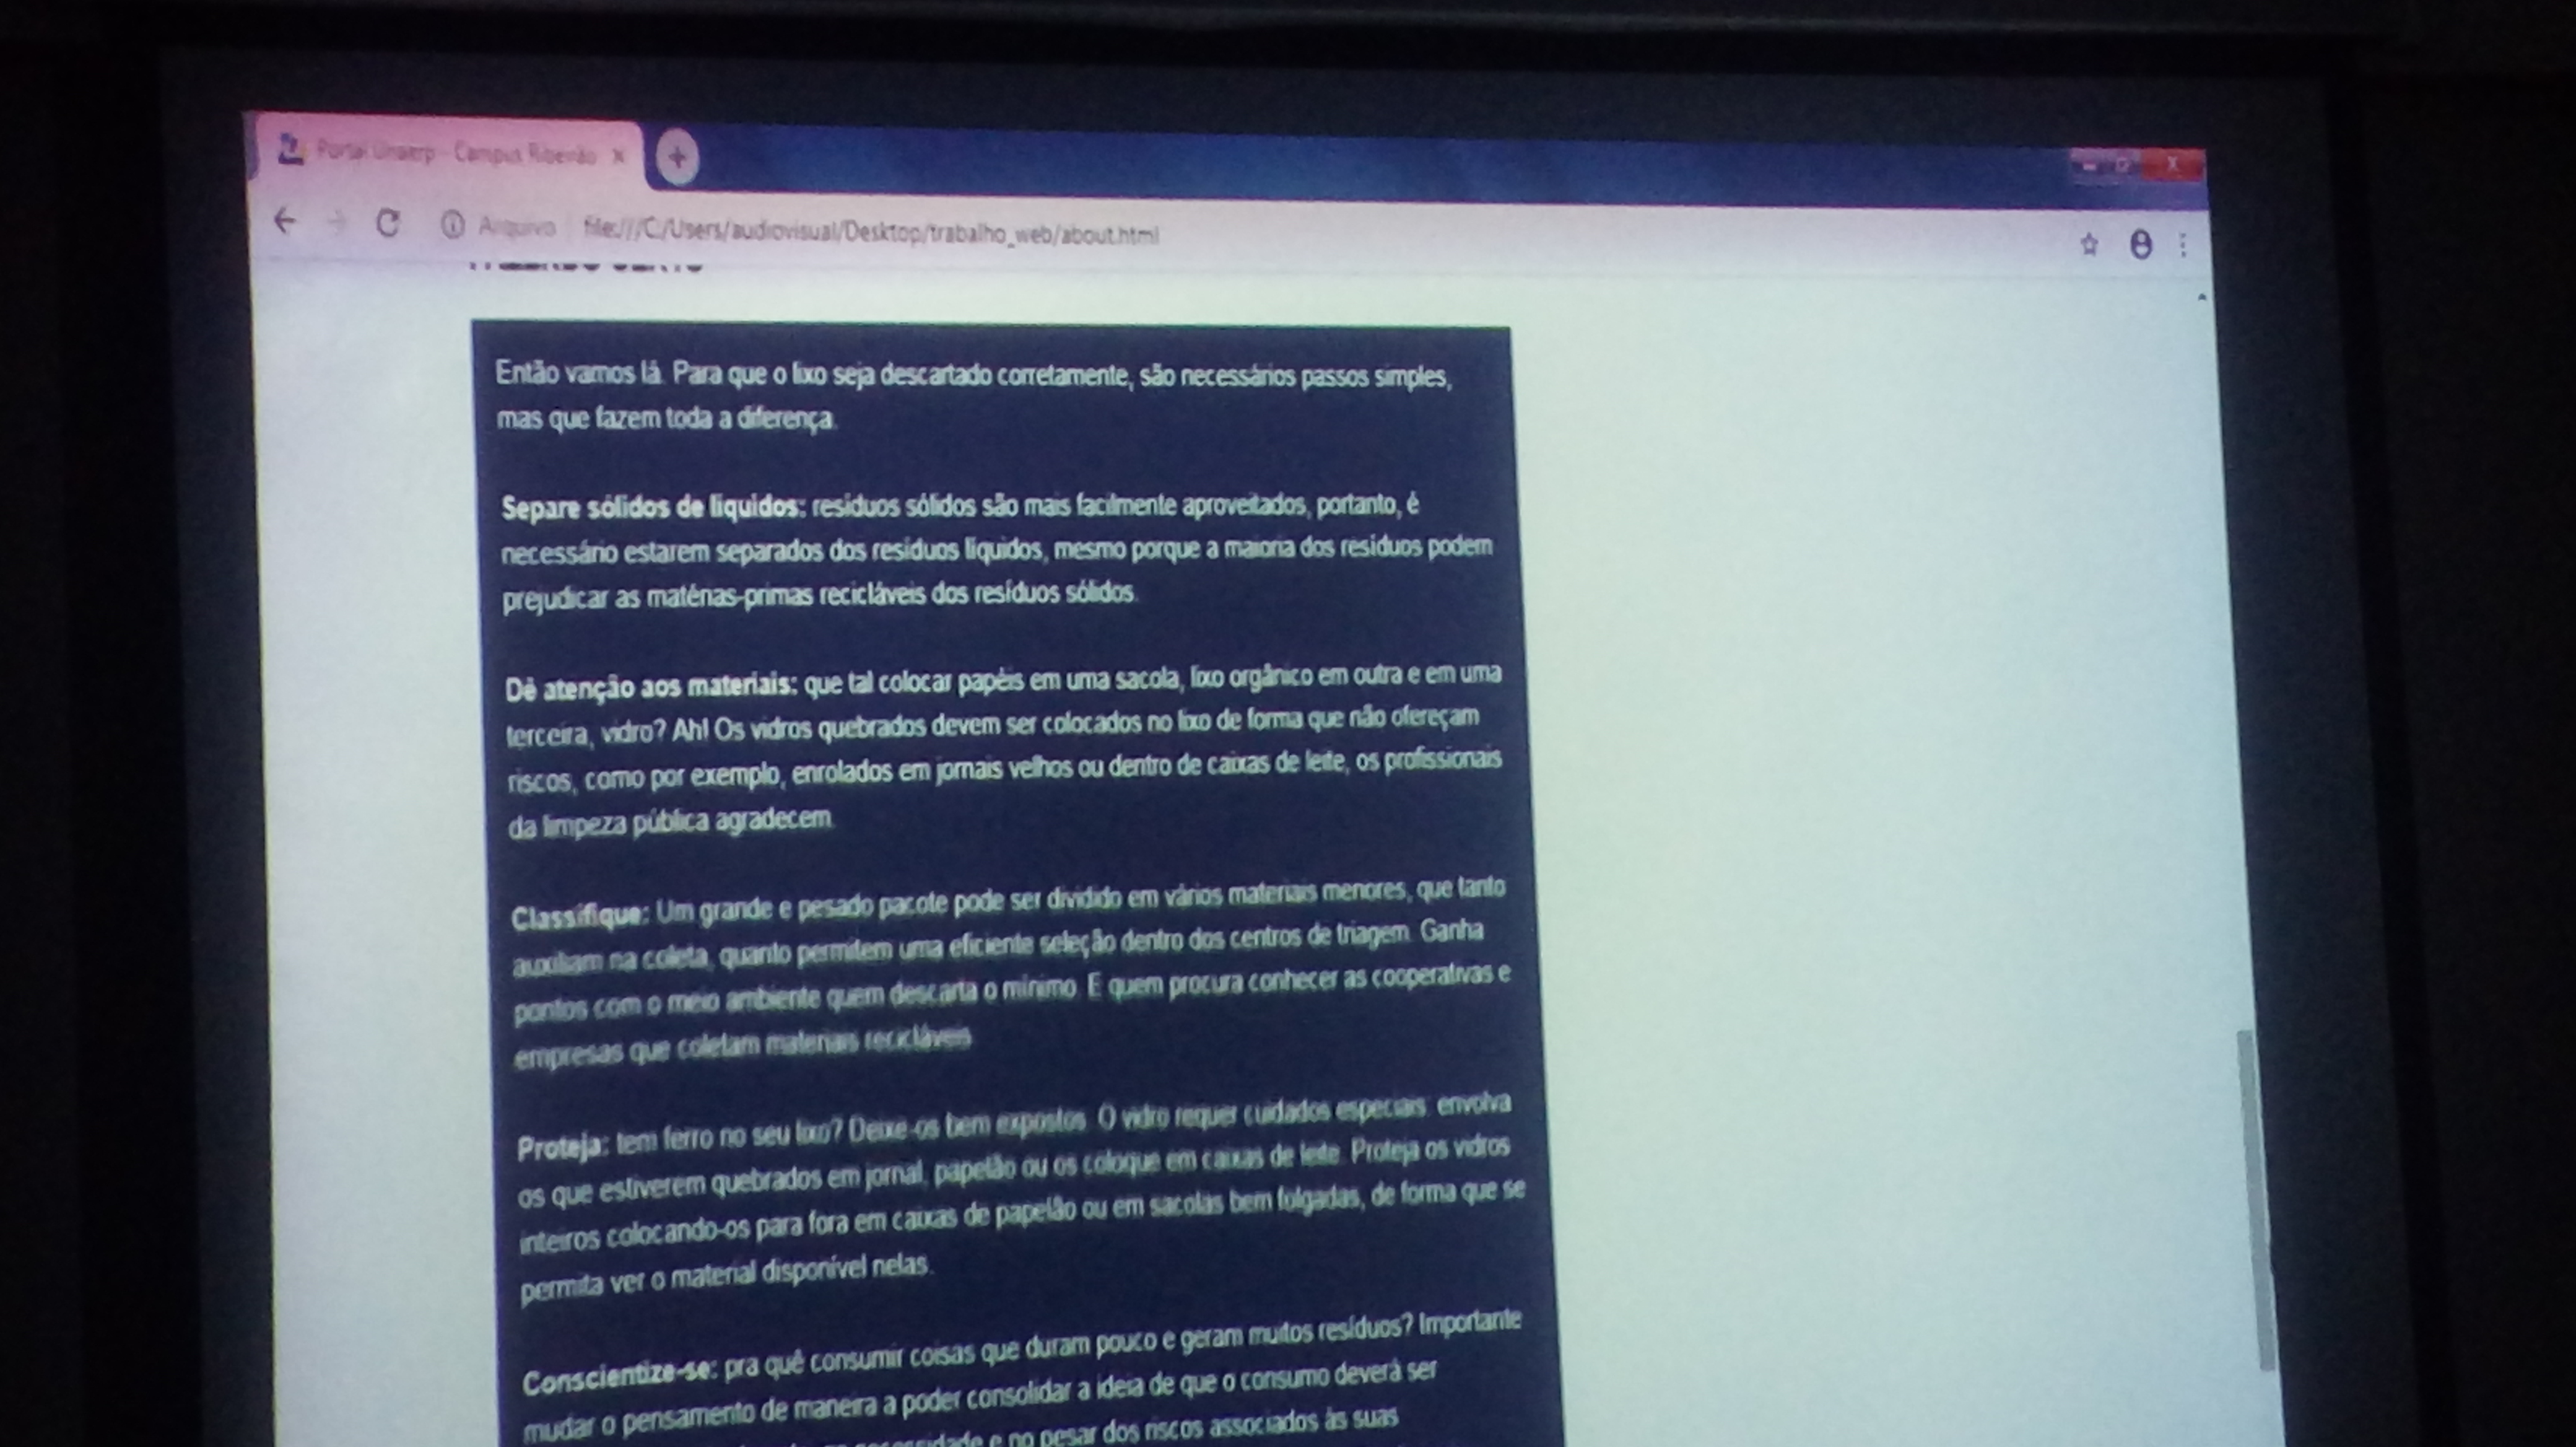 Portal Unaerp - Campus Ribeirão
Arquivo file:///C:/Users/audiovisual/Desktop/trabalho_web/about.html
Então vamos lá. Para que o lixo seja descartado corretamente, são necessários passos simples,
mas que fazem toda a diferença.
Separe sólidos de liquidos: resíduos sólidos são mais facilmente aproveitados, portanto, é
necessário estarem separados dos resíduos líquidos, mesmo porque a maioria dos resíduos podem
prejudicar as matérias-primas recicláveis dos resíduos sólidos.
Dê atenção aos materiais: que tal colocar papéis em uma sacola, lixo orgânico em outra e em uma
terceira, vidro? Ah! Os vidros quebrados devem ser colocados no lixo de forma que não ofereçam
riscos, como por exemplo, enrolados em jornais velhos ou dentro de caixas de leite, os profissionais
da limpeza pública agradecem.
Classifique: Um grande e pesado pacote pode ser dividido em vários materiais menores, que tanto
auxiliam na coleta, quanto permitem uma eficiente seleção dentro dos centros de triagem. Ganha
pontos com o meio ambiente quem descarta o mínimo. E quem procura conhecer as cooperativas e
empresas que coletam materiais recicláveis.
Proteja: tem ferro no seu lixo? Deixe-os bem expostos. O vidro requer cuidados especiais: envolva
os que estiverem quebrados em jornal, papelão ou os coloque em caixas de leite. Proteja os vidros
inteiros colocando-os para fora em caixas de papelão ou em sacolas bem folgadas, de forma que se
permita ver o material disponível nelas.
Conscientize-se: pra quê consumir coisas que duram pouco e geram muitos resíduos? Importante
mudar o pensamento de maneira a poder consolidar a ideia de que o consumo deverá ser
e no pesar dos riscos associados às suas